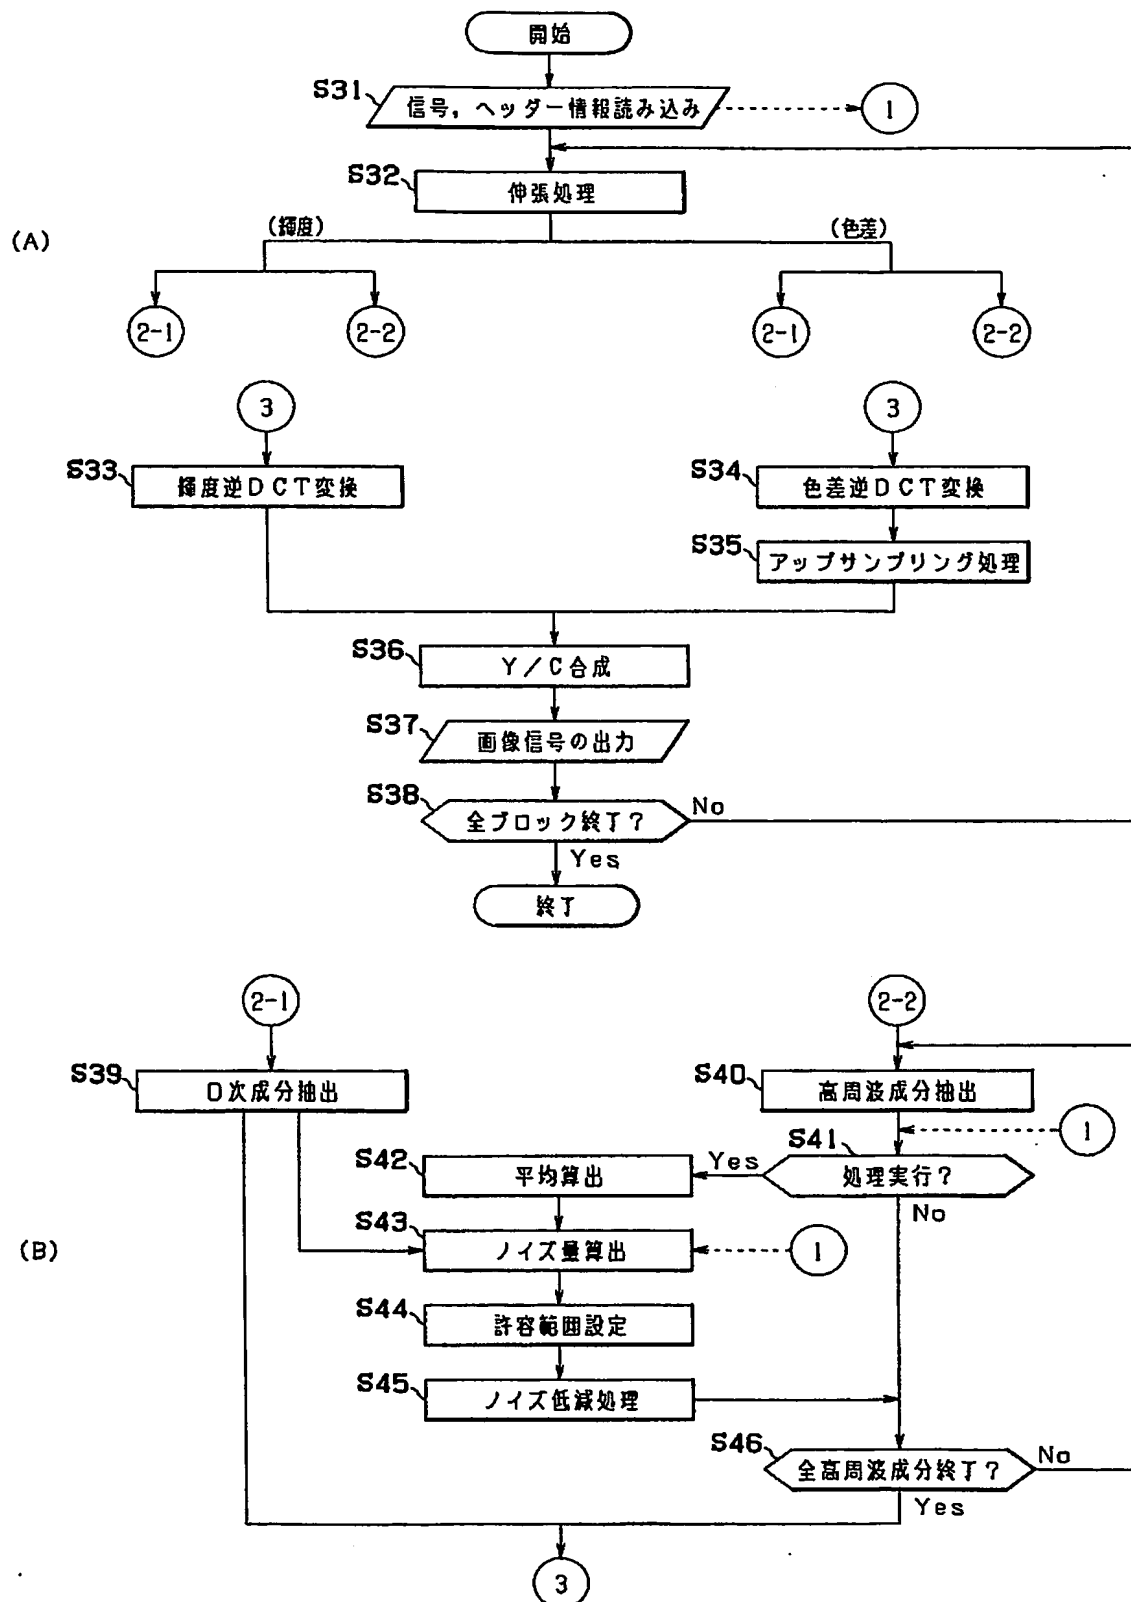 開始
S31
信号，ヘッダー情報読み込み
1
S32
伸張処理
(A)
(輝度)
(色差)
2-1
2-2
2-1
2-2
3
3
S33
輝度逆DCT変換
S34
色差逆DCT変換
S35
アップサンプリング処理
S36
Y／C合成
S37
画像信号の出力
S38
全ブロック終了？
No
Yes
終了
2-1
2-2
S39
0次成分抽出
S40
高周波成分抽出
1
S41
処理実行？
Yes
No
S42
平均算出
(B)
S43
ノイズ量算出
1
S44
許容範囲設定
S45
ノイズ低減処理
S46
全高周波成分終了？
No
Yes
3